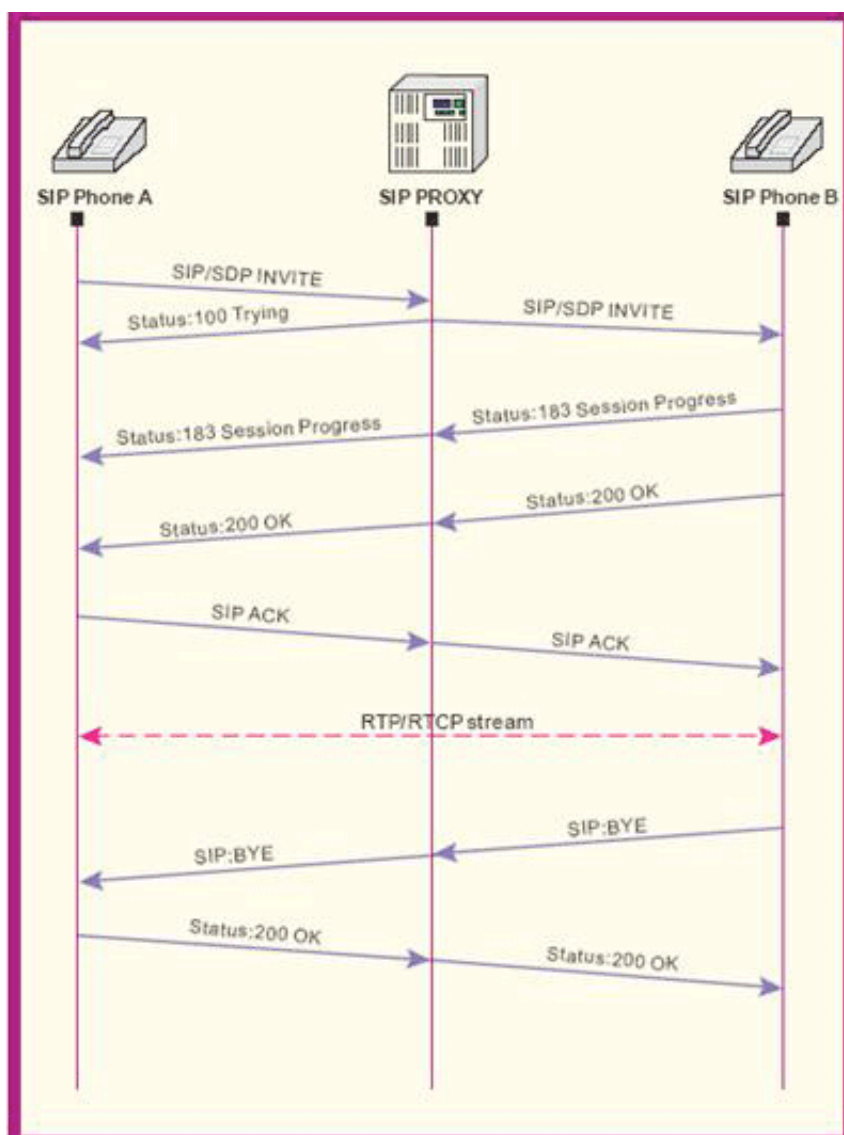 SIP Phone A
SIP PROXY
SIP Phone B
SIP/SDP INVITE
Status:100 Trying
SIP/SDP INVITE
Status:183 Session Progress
Status:183 Session Progress
Status:200 OK
Status:200 OK
SIP ACK
SIP ACK
RTP/RTCP stream
SIP:BYE
SIP:BYE
Status:200 OK
Status:200 OK